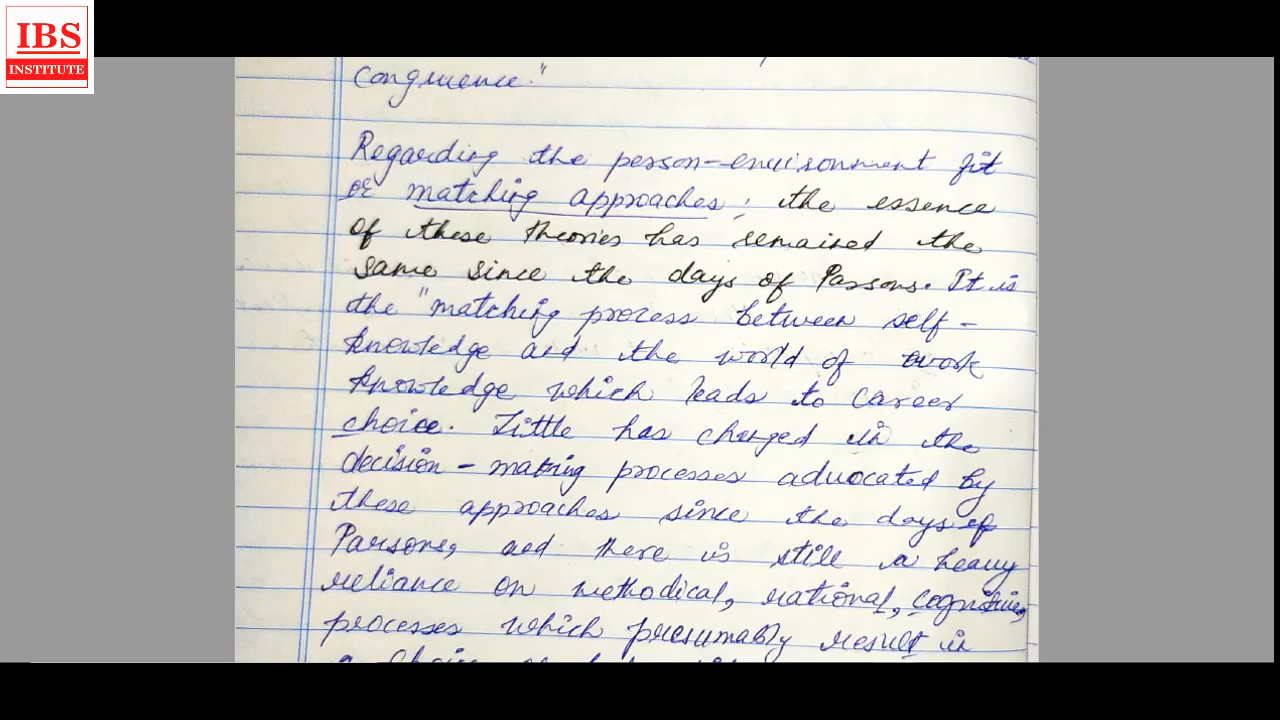 IBS
INSTITUTE
congruence."
Regarding the person-environment fit
or matching approaches; the essence
of these theories has remained the
same since the days of Parsons. It is
the "matching process between self-
knowledge and the world of work
knowledge which leads to career
choice. Little has changed in the
decision-making processes advocated by
these approaches since the days of
Parsons, and there is still a heavy
reliance on methodical, rational, cognitive,
processes which presumably result in